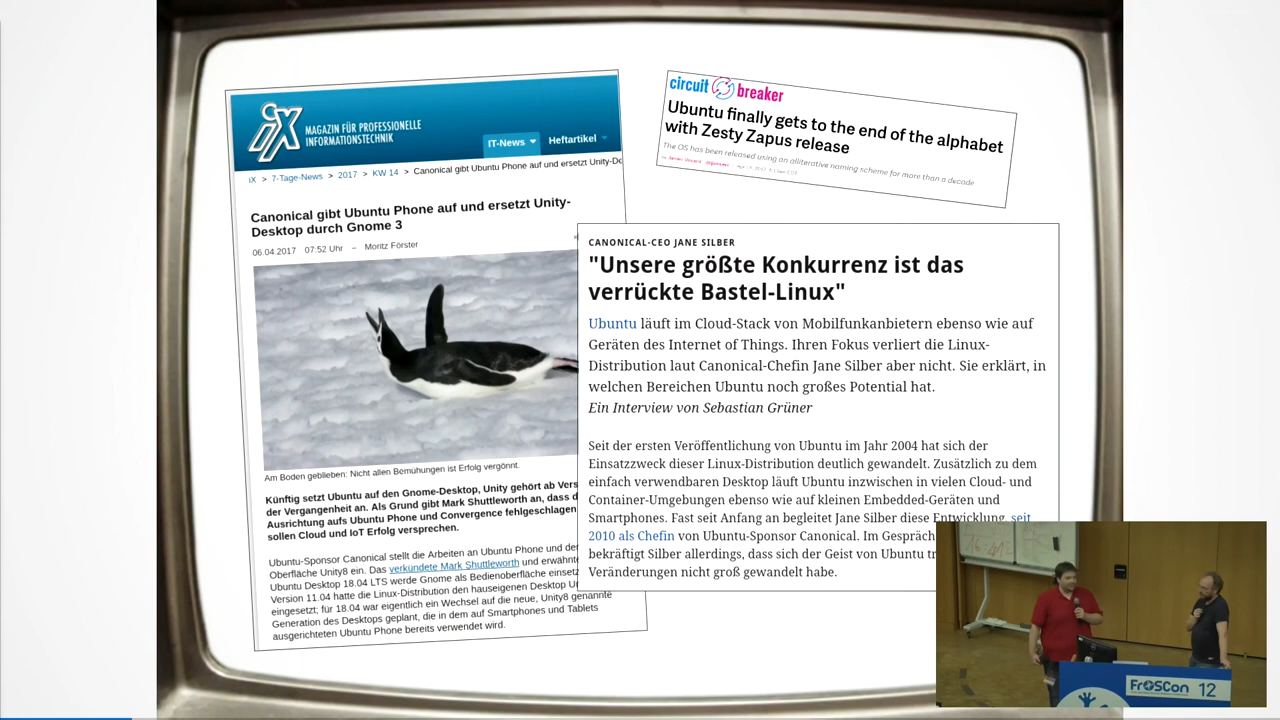 iX MAGAZIN FÜR PROFESSIONELLE
INFORMATIONSTECHNIK
IT-News Heftartikel
iX > 7-Tage-News > 2017 > KW 14 > Canonical gibt Ubuntu Phone auf und ersetzt Unity-De
Canonical gibt Ubuntu Phone auf und ersetzt Unity-
Desktop durch Gnome 3
06.04.2017 07:52 Uhr – Moritz Förster
Am Boden geblieben: Nicht allen Bemühungen ist Erfolg vergönnt.
Künftig setzt Ubuntu auf den Gnome-Desktop, Unity gehört ab Vers
der Vergangenheit an. Als Grund gibt Mark Shuttleworth an, dass d
Ausrichtung aufs Ubuntu Phone und Convergence fehlgeschlagen
sollen Cloud und IoT Erfolg versprechen.
Ubuntu-Sponsor Canonical stellt die Arbeiten an Ubuntu Phone und der
Oberfläche Unity8 ein. Das verkündete Mark Shuttleworth und erwähnte
Ubuntu Desktop 18.04 LTS werde Gnome als Bedienoberfläche einsetz
Version 11.04 hatte die Linux-Distribution den hauseigenen Desktop Un
eingesetzt; für 18.04 war eigentlich ein Wechsel auf die neue, Unity8 genannte
Generation des Desktops geplant, die in dem auf Smartphones und Tablets
ausgerichteten Ubuntu Phone bereits verwendet wird.
circuit breaker
Ubuntu finally gets to the end of the alphabet
with Zesty Zapus release
The OS has been released using an alliterative naming scheme for more than a decade
CANONICAL-CEO JANE SILBER
"Unsere größte Konkurrenz ist das
verrückte Bastel-Linux"
Ubuntu läuft im Cloud-Stack von Mobilfunkanbietern ebenso wie auf
Geräten des Internet of Things. Ihren Fokus verliert die Linux-
Distribution laut Canonical-Chefin Jane Silber aber nicht. Sie erklärt, in
welchen Bereichen Ubuntu noch großes Potential hat.
Ein Interview von Sebastian Grüner
Seit der ersten Veröffentlichung von Ubuntu im Jahr 2004 hat sich der
Einsatzzweck dieser Linux-Distribution deutlich gewandelt. Zusätzlich zu dem
einfach verwendbaren Desktop läuft Ubuntu inzwischen in vielen Cloud- und
Container-Umgebungen ebenso wie auf kleinen Embedded-Geräten und
Smartphones. Fast seit Anfang an begleitet Jane Silber diese Entwicklung, seit
2010 als Chefin von Ubuntu-Sponsor Canonical. Im Gespräch
bekräftigt Silber allerdings, dass sich der Geist von Ubuntu tr
Veränderungen nicht groß gewandelt habe.
FrOSCon 12